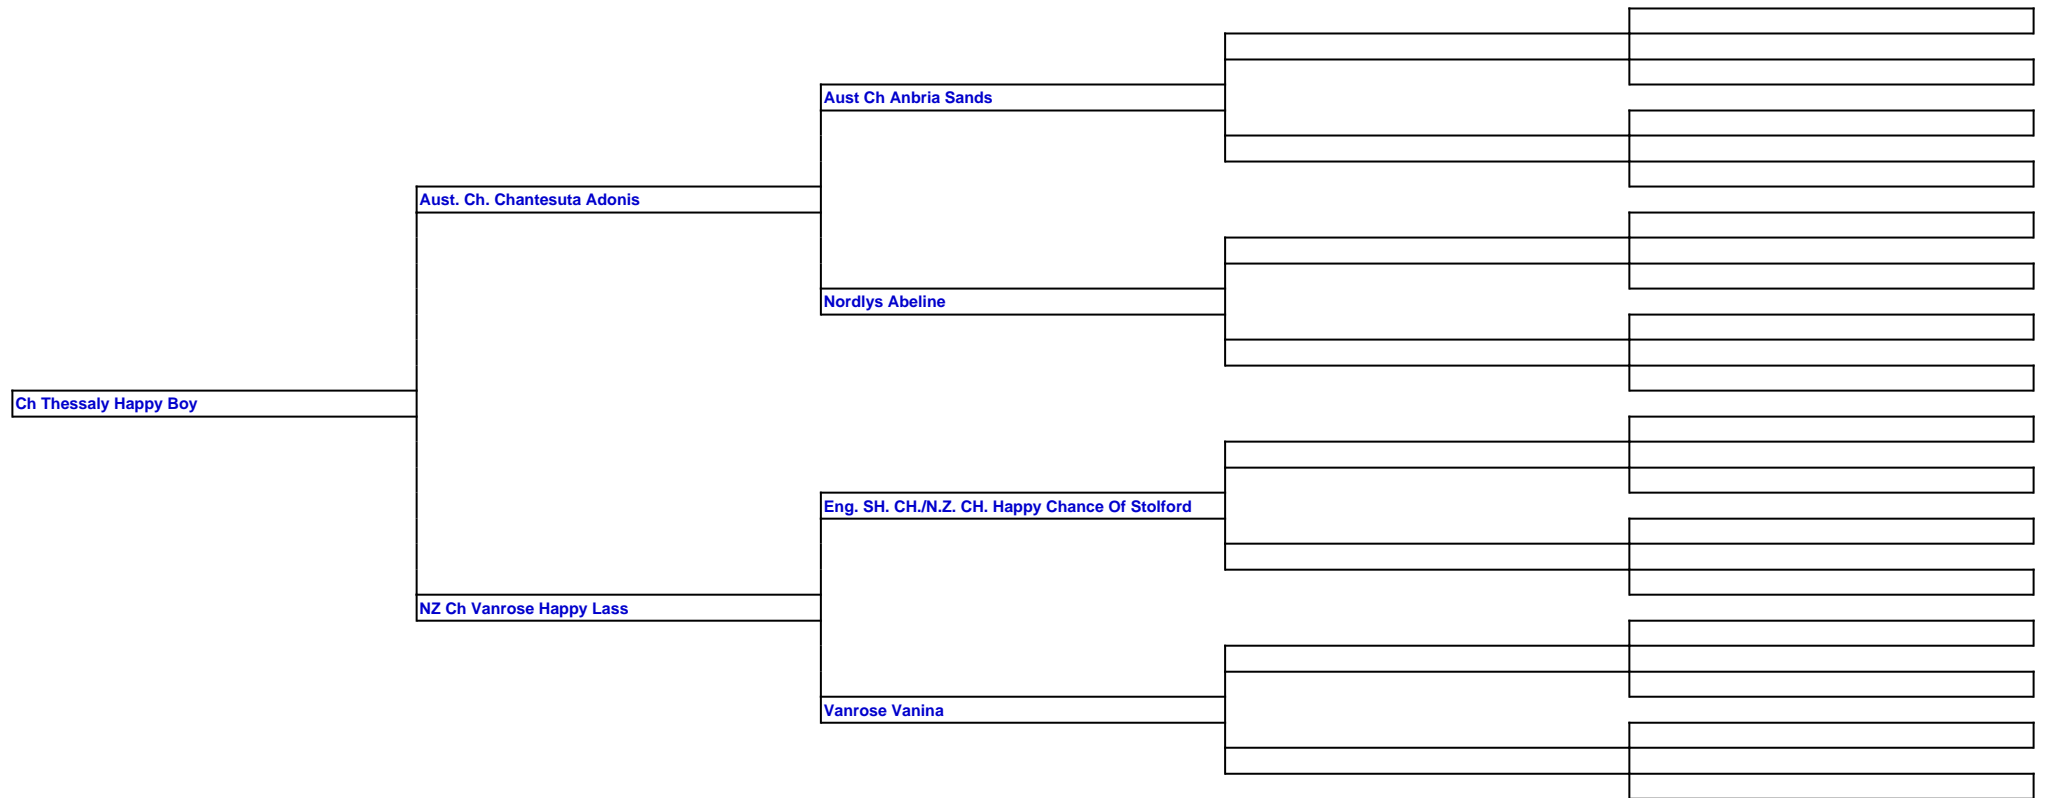 Aust Ch Anbria Sands
Aust. Ch. Chantesuta Adonis
Nordlys Abeline
Ch Thessaly Happy Boy
Eng. SH. CH./N.Z. CH. Happy Chance Of Stolford
NZ Ch Vanrose Happy Lass
Vanrose Vanina